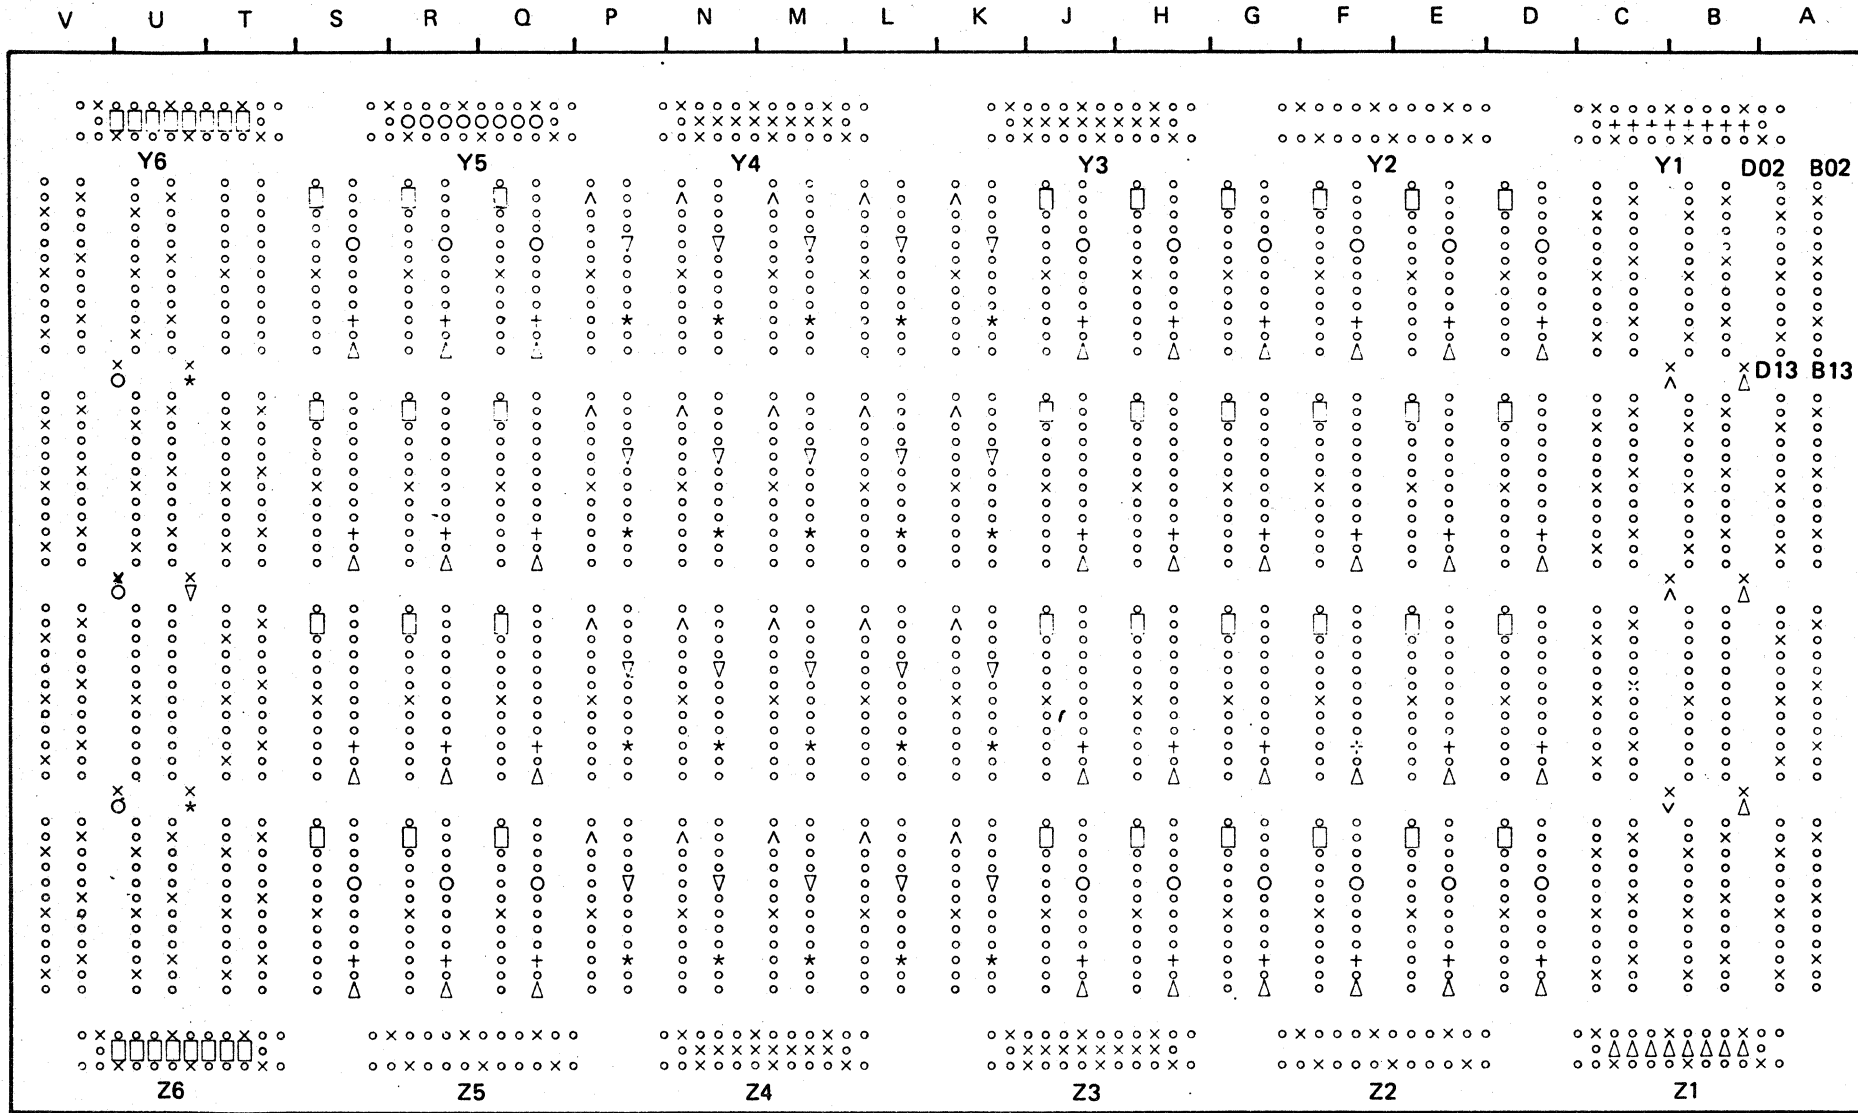 V U T S R Q P N M L K J H G F E D C B A
Y6 Y5 Y4 Y3 Y2 Y1 D02 B02
D13 B13
Z6 Z5 Z4 Z3 Z2 Z1